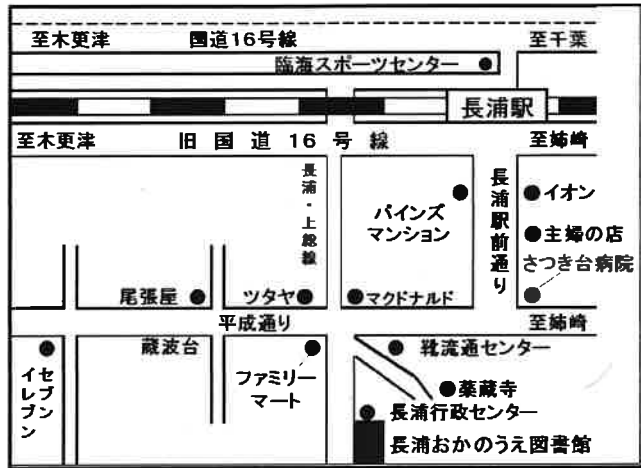 至木更津 国道16号線 至千葉
臨海スポーツセンター
長浦駅
至木更津 旧国道16号線 至姉崎
長浦・上総線
パインズ
マンション
長浦駅前通り
イオン
主婦の店
さつき台病院
尾張屋
ツタヤ
マクドナルド
平成通り
至姉崎
セブン
イレブン
蔵波台
ファミリー
マート
靴流通センター
薬蔵寺
長浦行政センター
長浦おかのうえ図書館